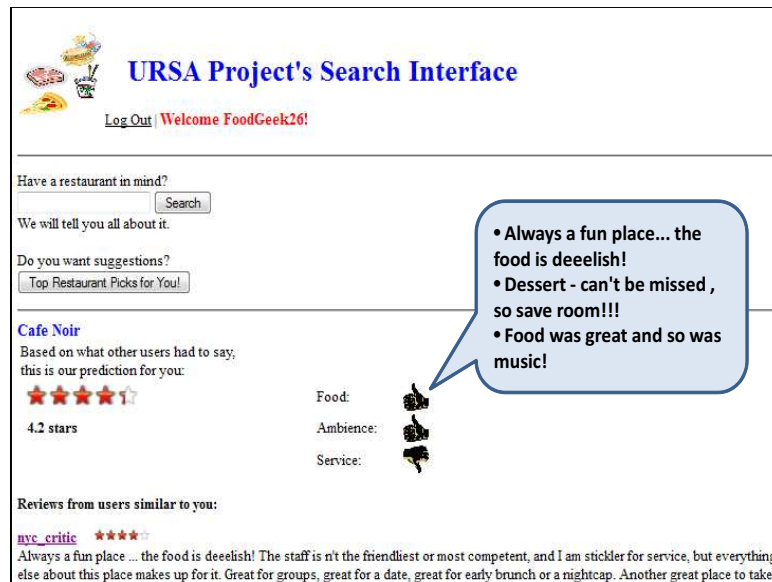 URSA Project's Search Interface
Log Out | Welcome FoodGeek26!
Have a restaurant in mind?
Search
We will tell you all about it.
Do you want suggestions?
Top Restaurant Picks for You!
• Always a fun place... the
food is deeelish!
• Dessert - can't be missed ,
so save room!!!
• Food was great and so was
music!
Cafe Noir
Based on what other users had to say,
this is our prediction for you:
4.2 stars
Food:
Ambience:
Service:
Reviews from users similar to you:
nyc_critic
Always a fun place ... the food is deeelish! The staff is n't the friendliest or most competent, and I am stickler for service, but everything
else about this place makes up for it. Great for groups, great for a date, great for early brunch or a nightcap. Another great place to take